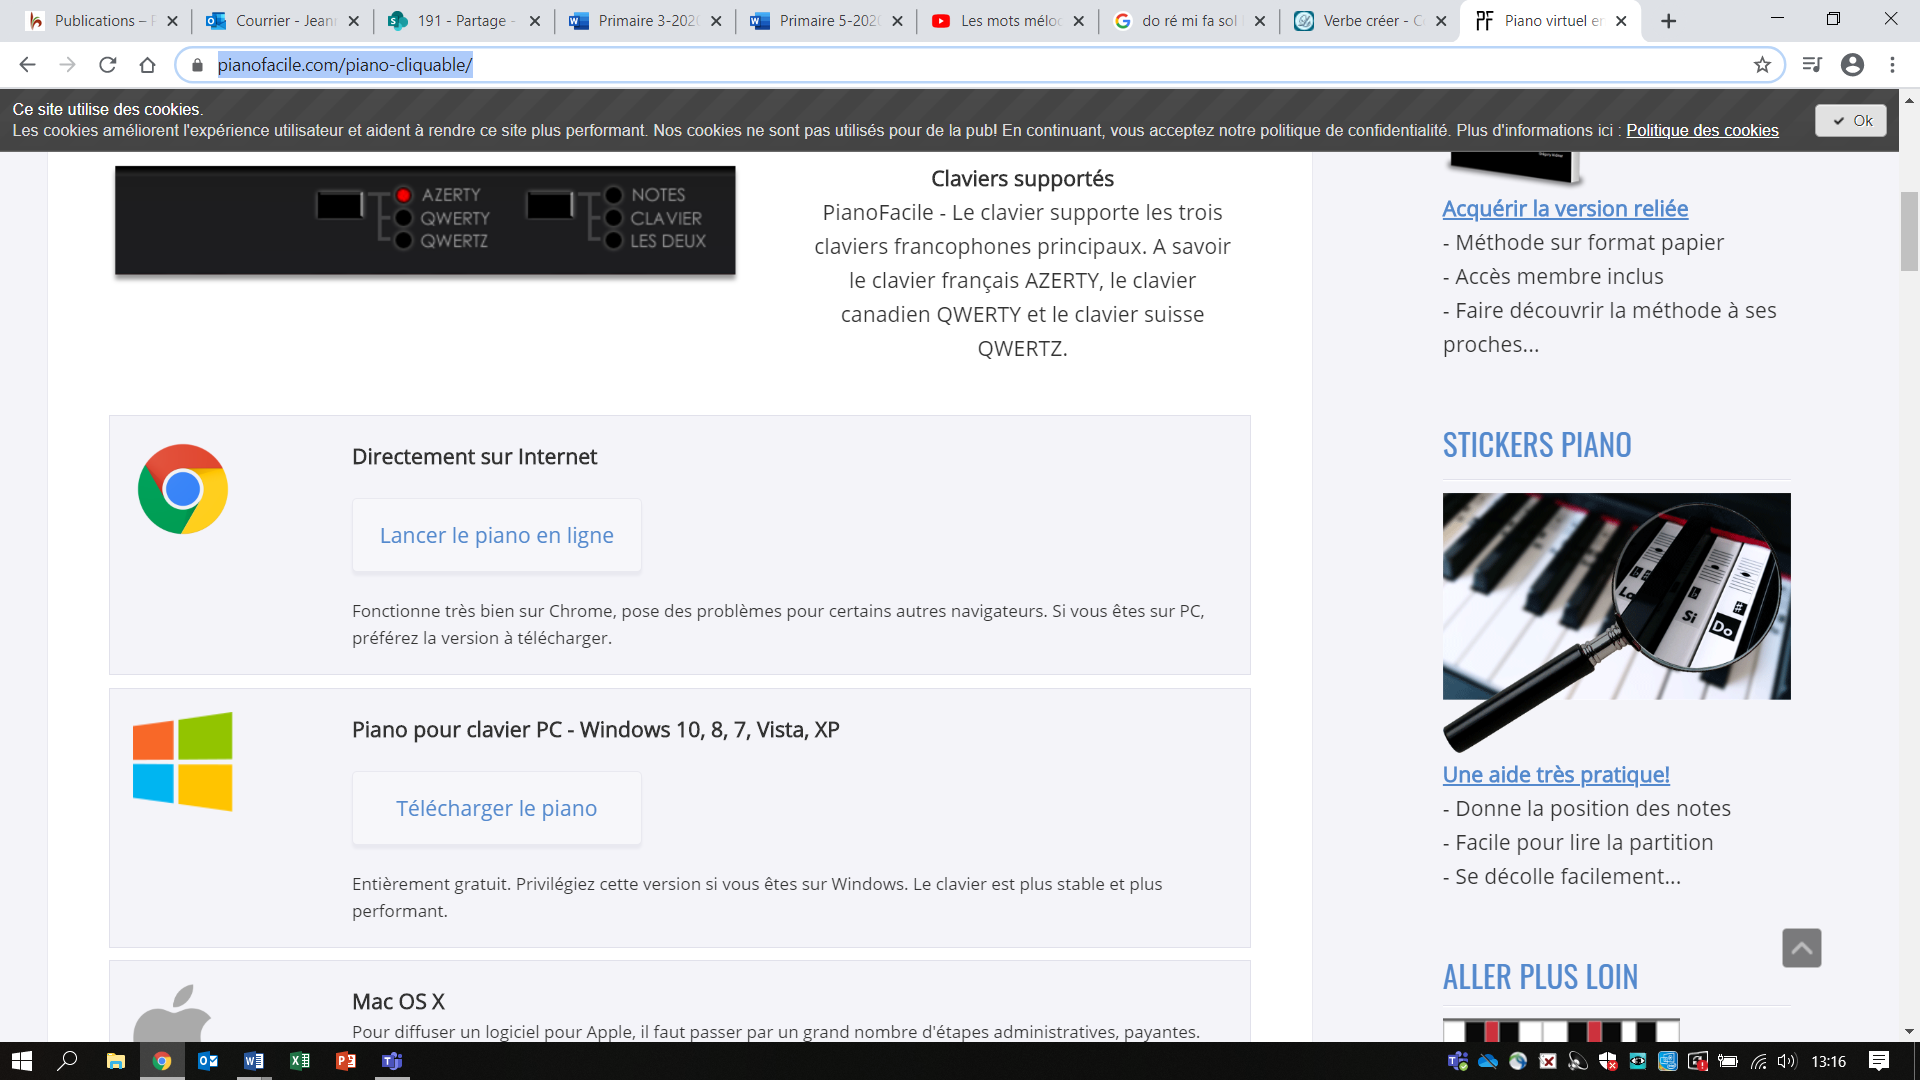 Publications – P
Courrier - Jeann
191 - Partage -
Primaire 3-202
Primaire 5-202
Les mots méloc
do ré mi fa sol
Verbe créer - C
Piano virtuel en
pianofacile.com/piano-cliquable/
Ce site utilise des cookies.
Les cookies améliorent l'expérience utilisateur et aident à rendre ce site plus performant. Nos cookies ne sont pas utilisés pour de la pub! En continuant, vous acceptez notre politique de confidentialité. Plus d'informations ici : Politique des cookies
Ok
AZERTY
QWERTY
QWERTZ
NOTES
CLAVIER
LES DEUX
Claviers supportés
PianoFacile - Le clavier supporte les trois
claviers francophones principaux. A savoir
le clavier français AZERTY, le clavier
canadien QWERTY et le clavier suisse
QWERTZ.
Directement sur Internet
Lancer le piano en ligne
Fonctionne très bien sur Chrome, pose des problèmes pour certains autres navigateurs. Si vous êtes sur PC,
préférez la version à télécharger.
Piano pour clavier PC - Windows 10, 8, 7, Vista, XP
Télécharger le piano
Entièrement gratuit. Privilégiez cette version si vous êtes sur Windows. Le clavier est plus stable et plus
performant.
Mac OS X
Pour diffuser un logiciel pour Apple, il faut passer par un grand nombre d'étapes administratives, payantes.
Acquérir la version reliée
- Méthode sur format papier
- Accès membre inclus
- Faire découvrir la méthode à ses
proches...
STICKERS PIANO
La
Si
Do
Une aide très pratique!
- Donne la position des notes
- Facile pour lire la partition
- Se décolle facilement...
ALLER PLUS LOIN
13:16